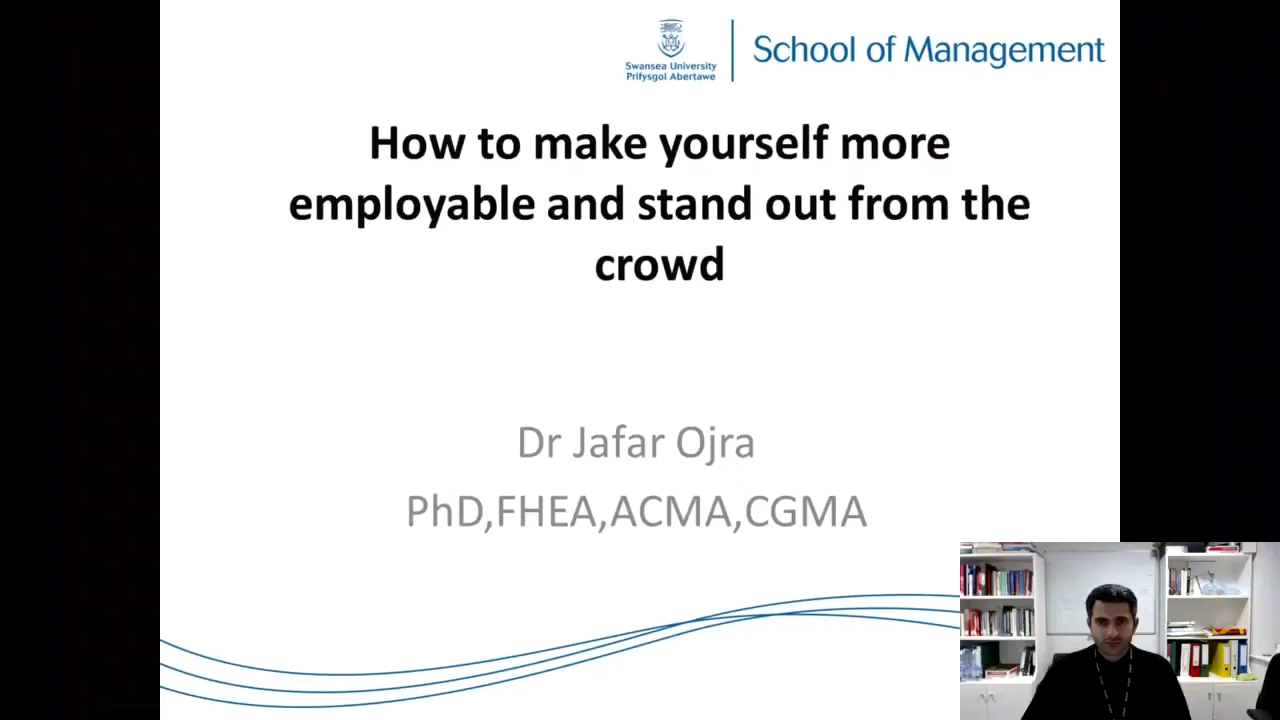 Swansea University
Prifysgol Abertawe
School of Management
How to make yourself more
employable and stand out from the
crowd
Dr Jafar Ojra
PhD,FHEA,ACMA,CGMA